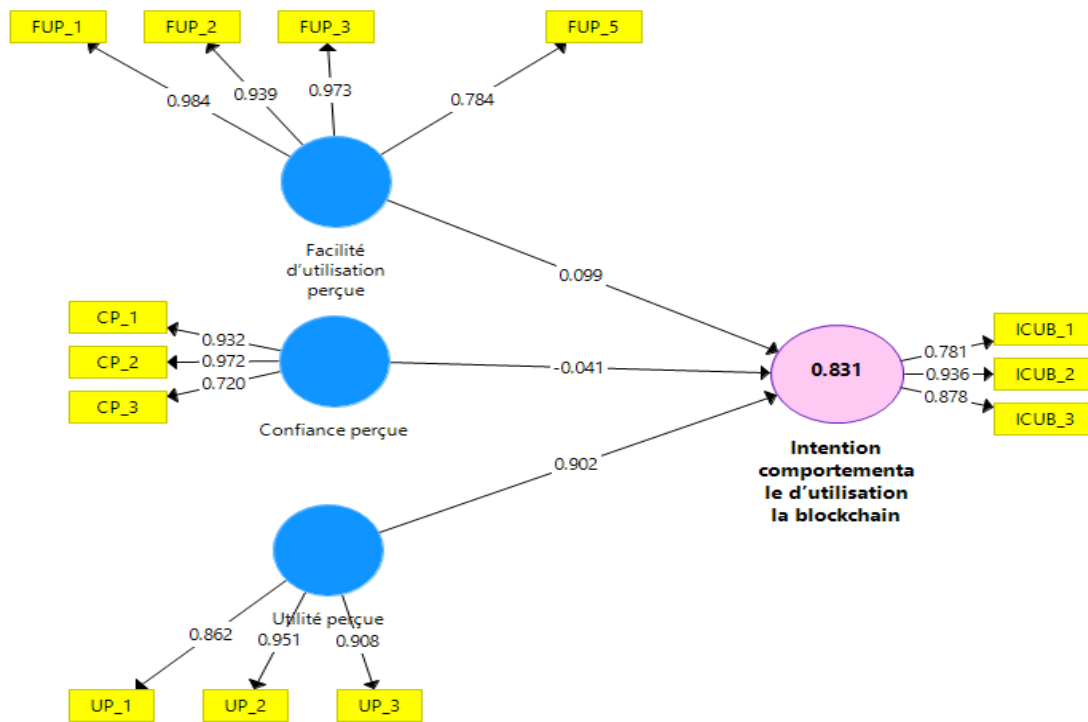 FUP_1
FUP_2
FUP_3
FUP_5
0.984
0.939
0.973
0.784
Facilité
d'utilisation
perçue
0.099
CP_1
CP_2
CP_3
0.932
0.972
0.720
Confiance perçue
-0.041
0.831
ICUB_1
ICUB_2
ICUB_3
0.781
0.936
0.878
Intention
comportementa
le d'utilisation
la blockchain
0.902
Utilité perçue
0.862
0.951
0.908
UP_1
UP_2
UP_3